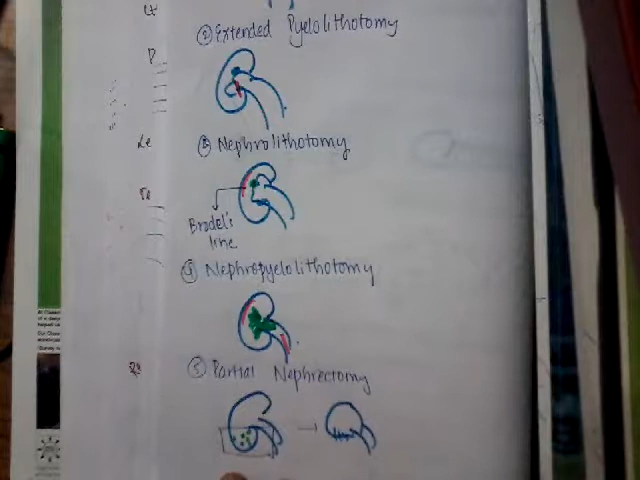 ② Extended Pyelolithotomy
③ Nephrolithotomy
Brodel's
line
④ Nephropyelolithotomy
⑤ Partial Nephrectomy